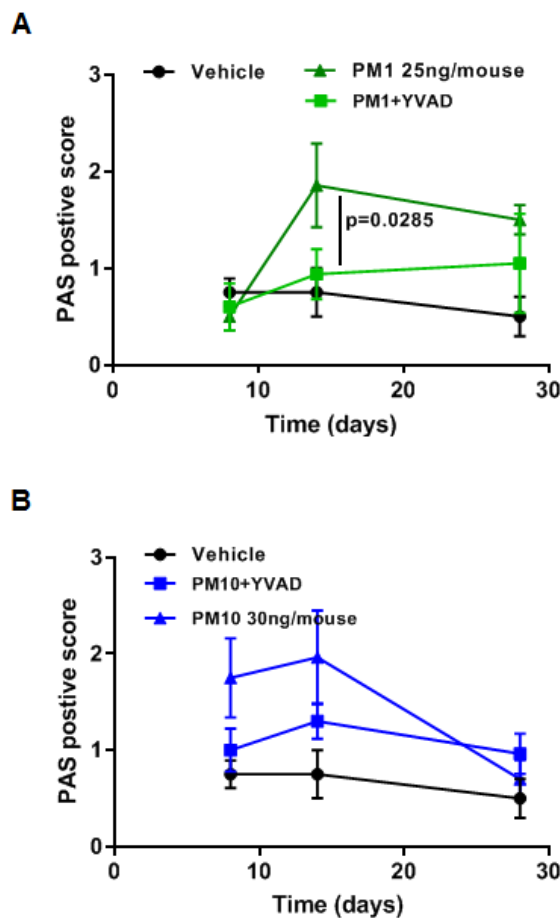 A
Vehicle
PM1 25ng/mouse
PM1+YVAD
3
2
1
0
PAS postive score
p=0.0285
0
10
20
30
Time (days)
B
Vehicle
PM10+YVAD
PM10 30ng/mouse
3
2
1
0
PAS postive score
0
10
20
30
Time (days)